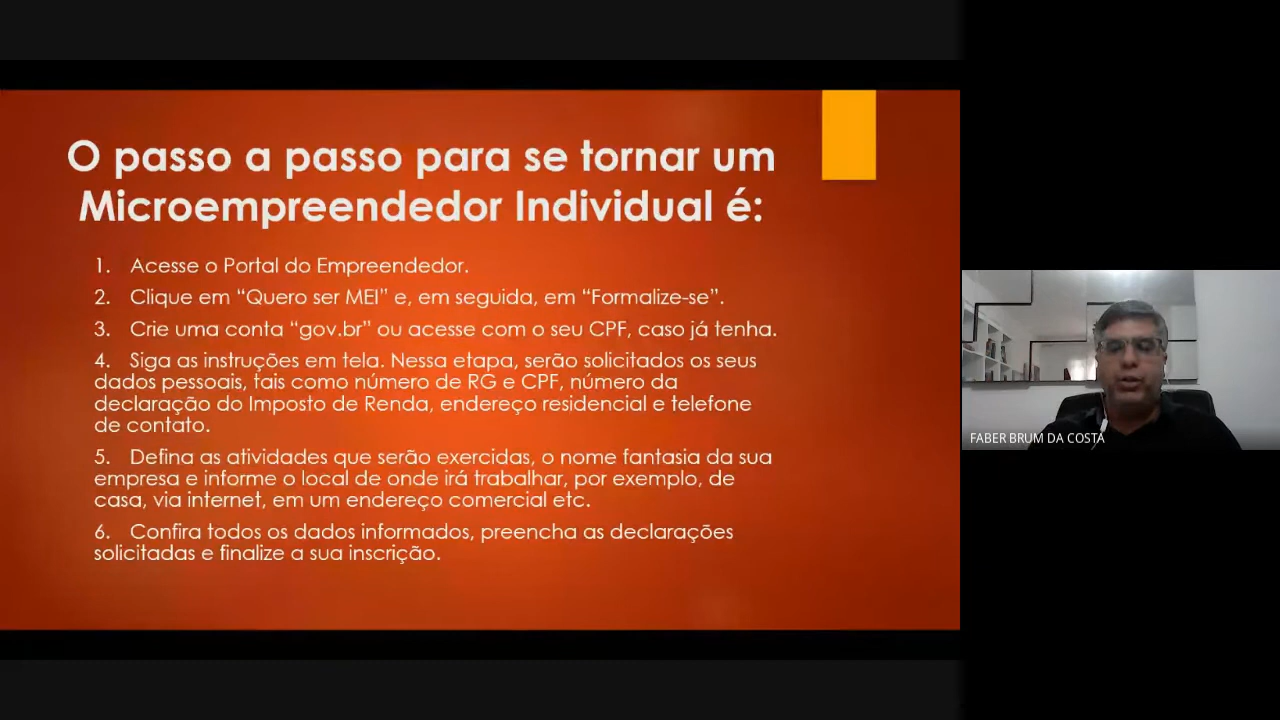 O passo a passo para se tornar um
Microempreendedor Individual é:
1. Acesse o Portal do Empreendedor.
2. Clique em “Quero ser MEI” e, em seguida, em “Formalize-se”.
3. Crie uma conta “gov.br” ou acesse com o seu CPF, caso já tenha.
4. Siga as instruções em tela. Nessa etapa, serão solicitados os seus
dados pessoais, tais como número de RG e CPF, número da
declaração do Imposto de Renda, endereço residencial e telefone
de contato.
5. Defina as atividades que serão exercidas, o nome fantasia da sua
empresa e informe o local de onde irá trabalhar, por exemplo, de
casa, via internet, em um endereço comercial etc.
6. Confira todos os dados informados, preencha as declarações
solicitadas e finalize a sua inscrição.
FABER BRUM DA COSTA